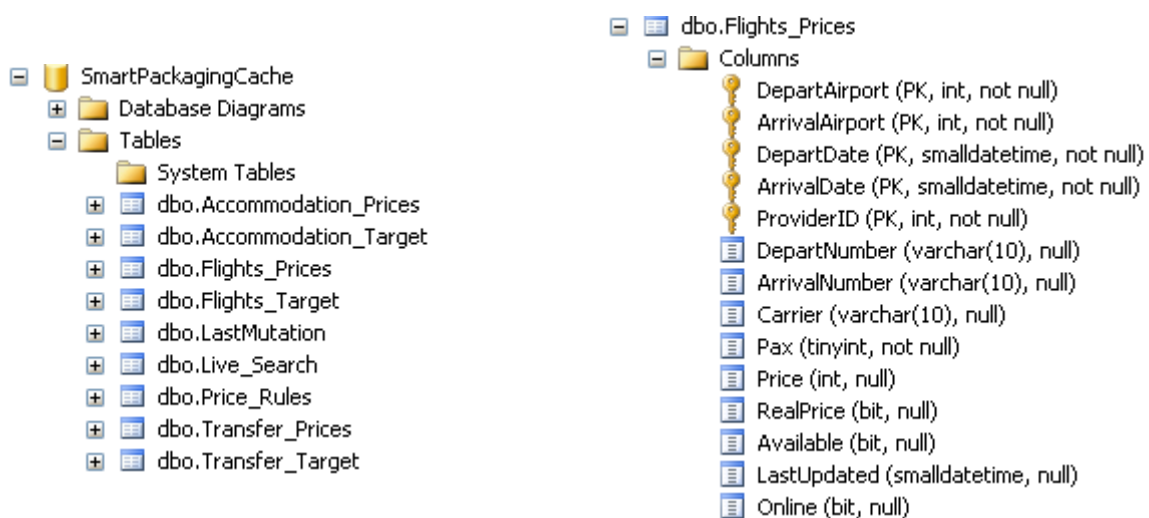 SmartPackagingCache
Database Diagrams
Tables
System Tables
dbo.Accommodation_Prices
dbo.Accommodation_Target
dbo.Flights_Prices
dbo.Flights_Target
dbo.LastMutation
dbo.Live_Search
dbo.Price_Rules
dbo.Transfer_Prices
dbo.Transfer_Target
dbo.Flights_Prices
Columns
DepartAirport (PK, int, not null)
ArrivalAirport (PK, int, not null)
DepartDate (PK, smalldatetime, not null)
ArrivalDate (PK, smalldatetime, not null)
ProviderID (PK, int, not null)
DepartNumber (varchar(10), null)
ArrivalNumber (varchar(10), null)
Carrier (varchar(10), null)
Pax (tinyint, not null)
Price (int, null)
RealPrice (bit, null)
Available (bit, null)
LastUpdated (smalldatetime, null)
Online (bit, null)